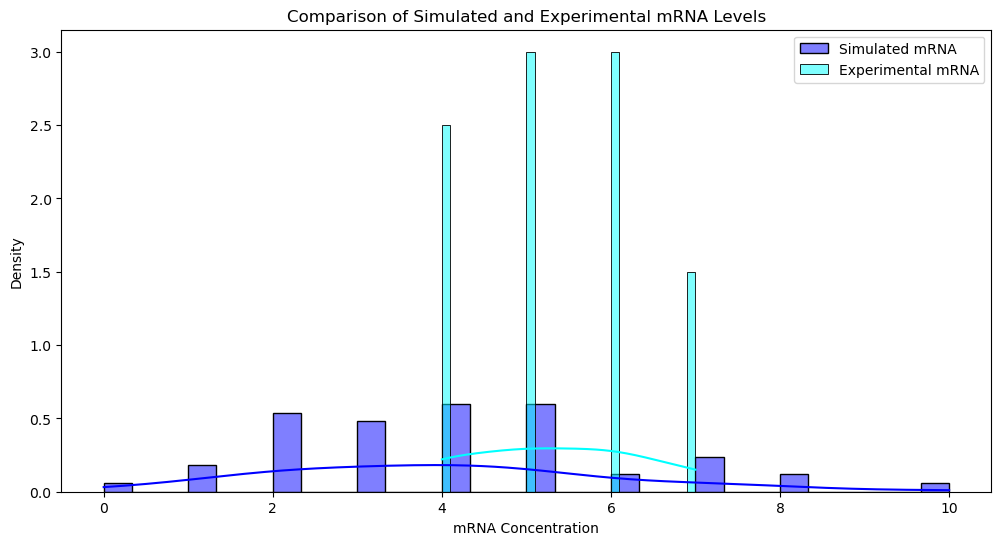 Comparison of Simulated and Experimental mRNA Levels
Simulated mRNA
Experimental mRNA
Density
3.0
2.5
2.0
1.5
1.0
0.5
0.0
0 2 4 6 8 10
mRNA Concentration